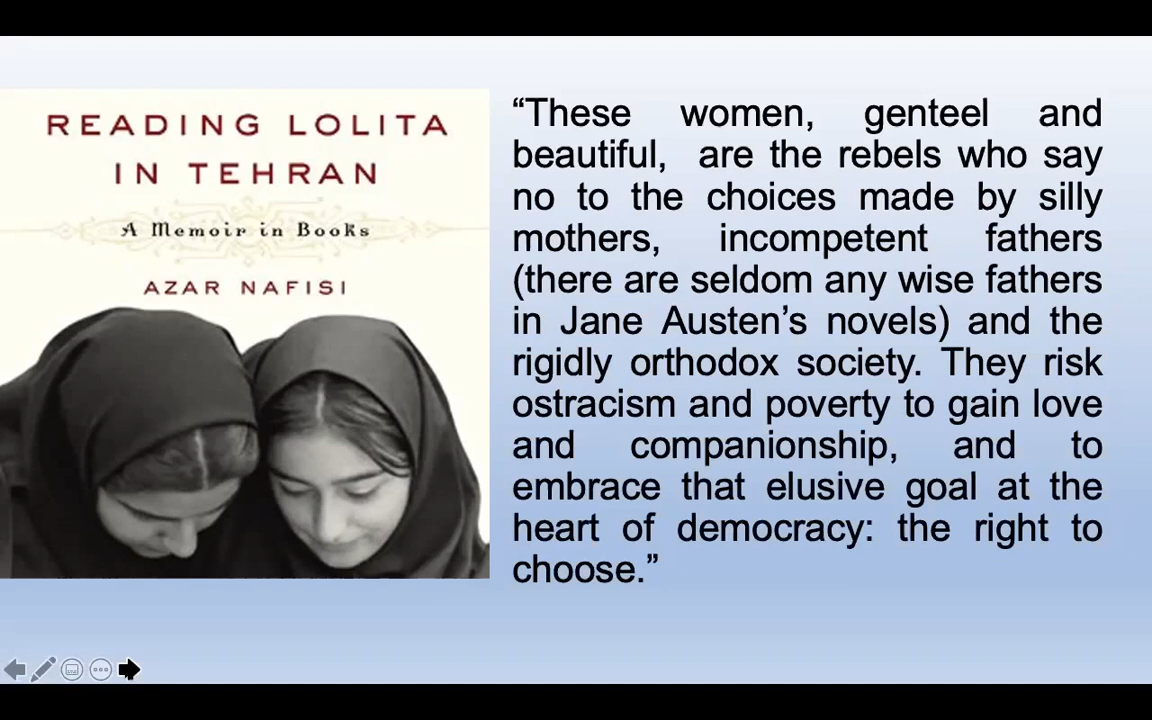 READING LOLITA
IN TEHRAN
A Memoir in Books
AZAR NAFISI
“These women, genteel and
beautiful, are the rebels who say
no to the choices made by silly
mothers, incompetent fathers
(there are seldom any wise fathers
in Jane Austen’s novels) and the
rigidly orthodox society. They risk
ostracism and poverty to gain love
and companionship, and to
embrace that elusive goal at the
heart of democracy: the right to
choose.”